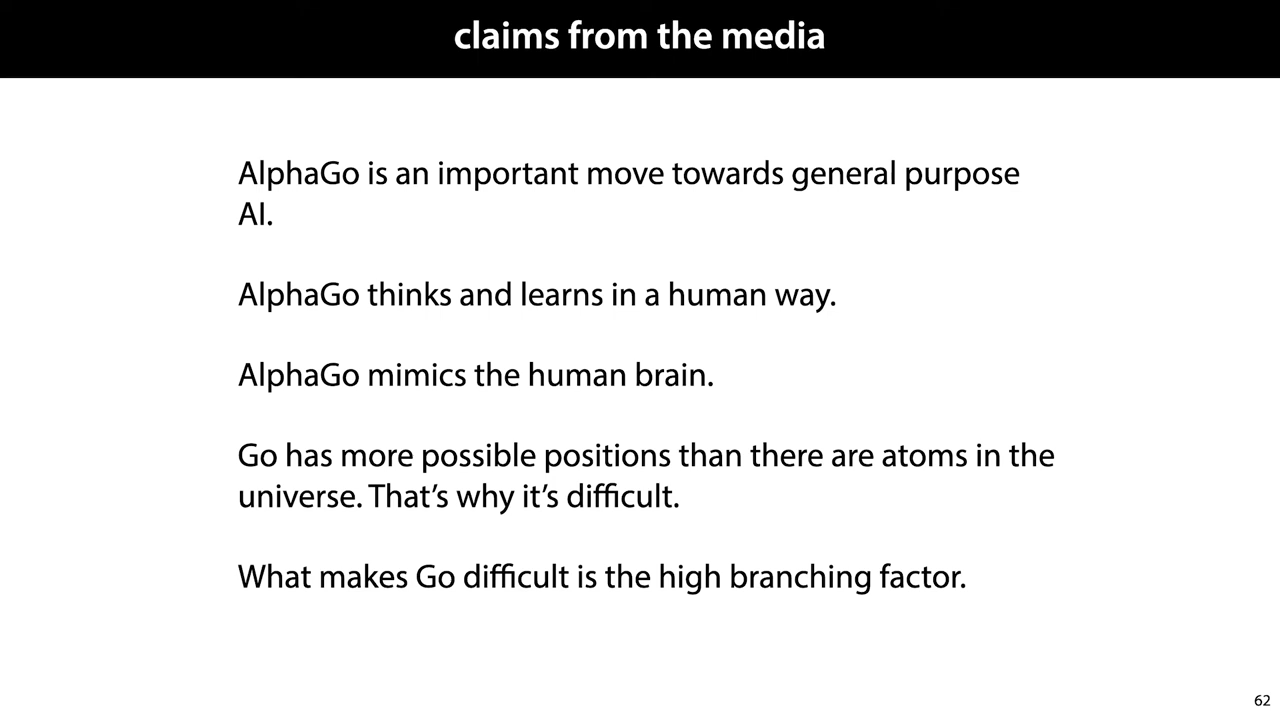 claims from the media
AlphaGo is an important move towards general purpose
AI.
AlphaGo thinks and learns in a human way.
AlphaGo mimics the human brain.
Go has more possible positions than there are atoms in the
universe. That’s why it’s difficult.
What makes Go difficult is the high branching factor.
62